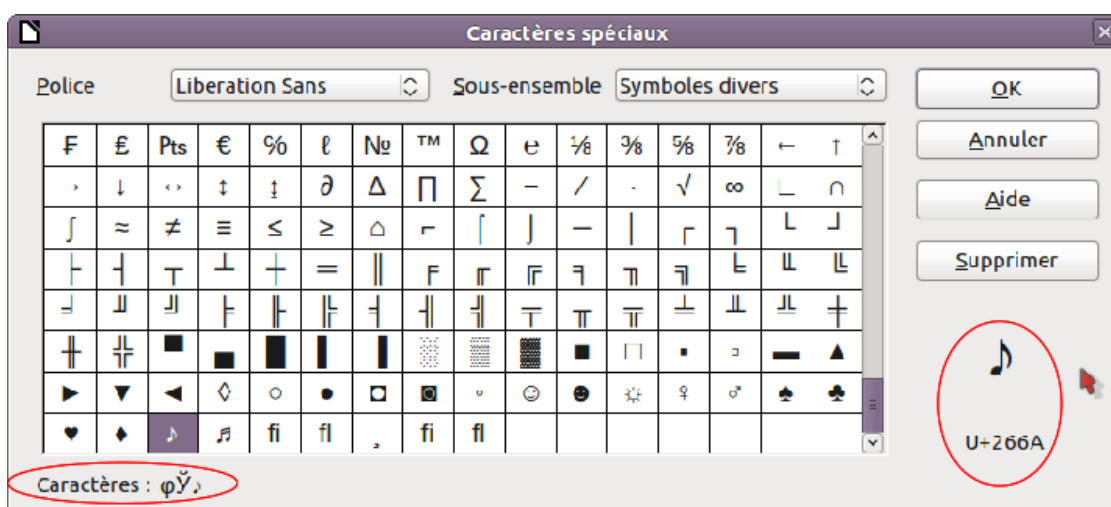 Caractères spéciaux
Police Liberation Sans Sous-ensemble Symboles divers
OK
Annuler
Aide
Supprimer
₣ £ Pts € % ℓ № ™ Ω ℮ ⅛ ⅜ ⅝ ⅞ ← ↑
↓ ↕ ↨ ∂ ∆ ∏ ∑ − ∕ ∙ √ ∞ ∟ ∩
∫ ≈ ≠ ≡ ≤ ≥ ⌂ ⌐ ⌠ ⌡ ─ │ ┌ ┐ └ ┘
├ ┤ ┬ ┴ ┼ ═ ║ ╒ ╓ ╔ ╕ ╖ ╗ ╘ ╙ ╚
╛ ╜ ╝ ╞ ╟ ╠ ╡ ╢ ╣ ╤ ╥ ╦ ╧ ╨ ╩ ╪
╫ ╬ ▀ ▄ █ ▌ ▐ ░ ▒ ▓ ■ □ ▪ ▫ ▬ ▲
► ▼ ◄ ◊ ○ ● ◘ ◙ ◦ ☺ ☻ ☼ ♀ ♂ ♠ ♣
♥ ♦ ♪ ♬ fi fl ¸ fi fl
♪
U+266A
Caractères : φЎ♪